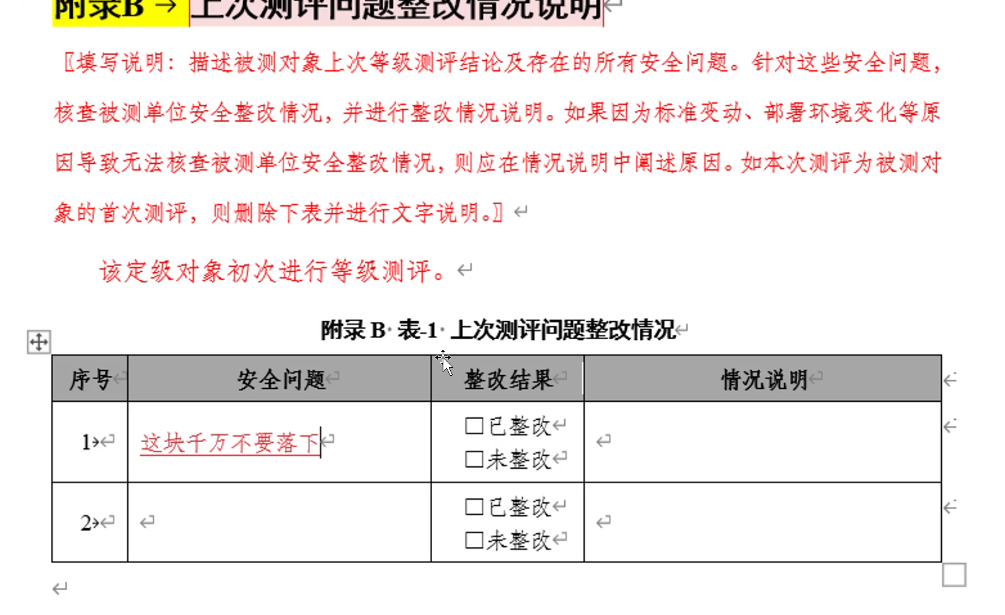 附录B → 上次测评问题整改情况说明
〖填写说明：描述被测对象上次等级测评结论及存在的所有安全问题。针对这些安全问题，
核查被测单位安全整改情况，并进行整改情况说明。如果因为标准变动、部署环境变化等原
因导致无法核查被测单位安全整改情况，则应在情况说明中阐述原因。如本次测评为被测对
象的首次测评，则删除下表并进行文字说明。〗
该定级对象初次进行等级测评。
附录 B 表-1 上次测评问题整改情况
序号 安全问题 整改结果 情况说明
1 这块千万不要落下 □已整改
□未整改
2 □已整改
□未整改